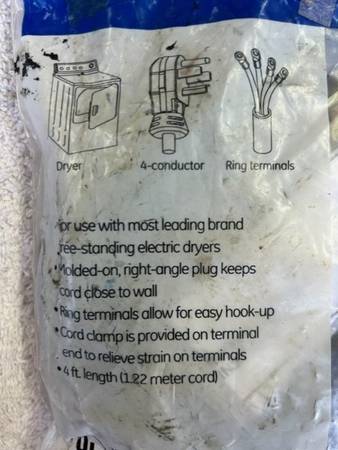 Dryer 4-conductor Ring terminals
for use with most leading brand
free-standing electric dryers
• Molded-on, right-angle plug keeps
cord close to wall
• Ring terminals allow for easy hook-up
• Cord clamp is provided on terminal
end to relieve strain on terminals
• 4 ft. length (1.22 meter cord)